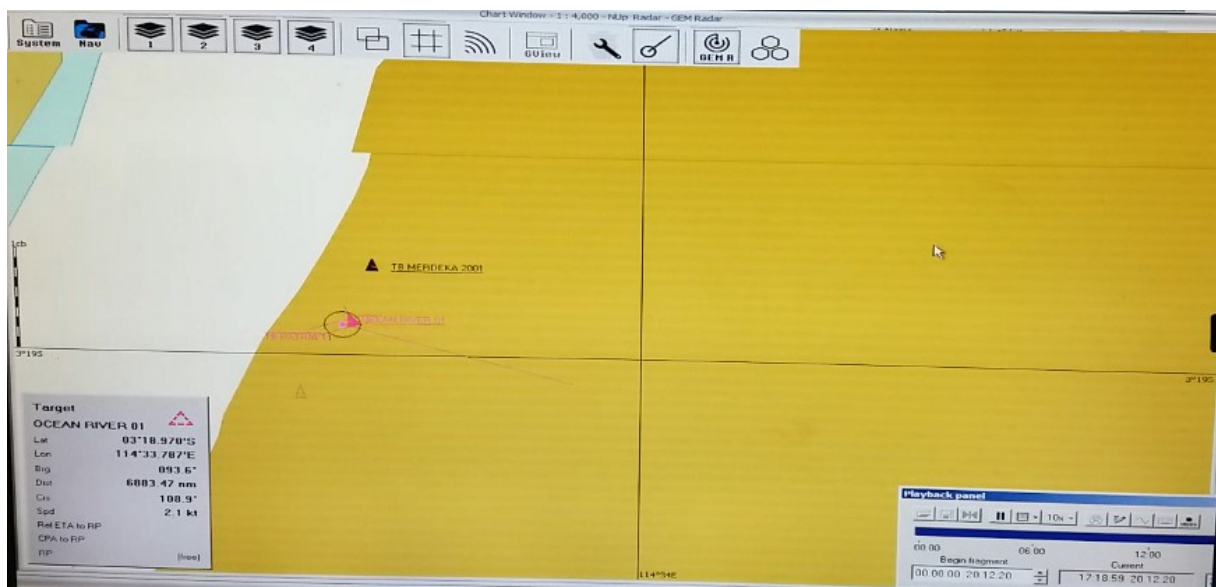 Chart Window - 1 : 4,000 - NUp Radar - GEM Radar
System Nav 1 2 3 4 GView GEM R
1cb
TB MERDEKA 2001
OCEAN RIVER 01
3°19S
3°19S
Target
OCEAN RIVER 01
Lat 03°18.970'S
Lon 114°33.787'E
Brg 093.6°
Dist 6003.47 nm
Crs 108.9°
Spd 2.1 kt
Rel ETA to RP
CPA to RP
RP (free)
114°34E
Playback panel
10x
00:00 06:00 12:00
Begin fragment Current
00:00:00 20.12.20 17:18:59 20.12.20